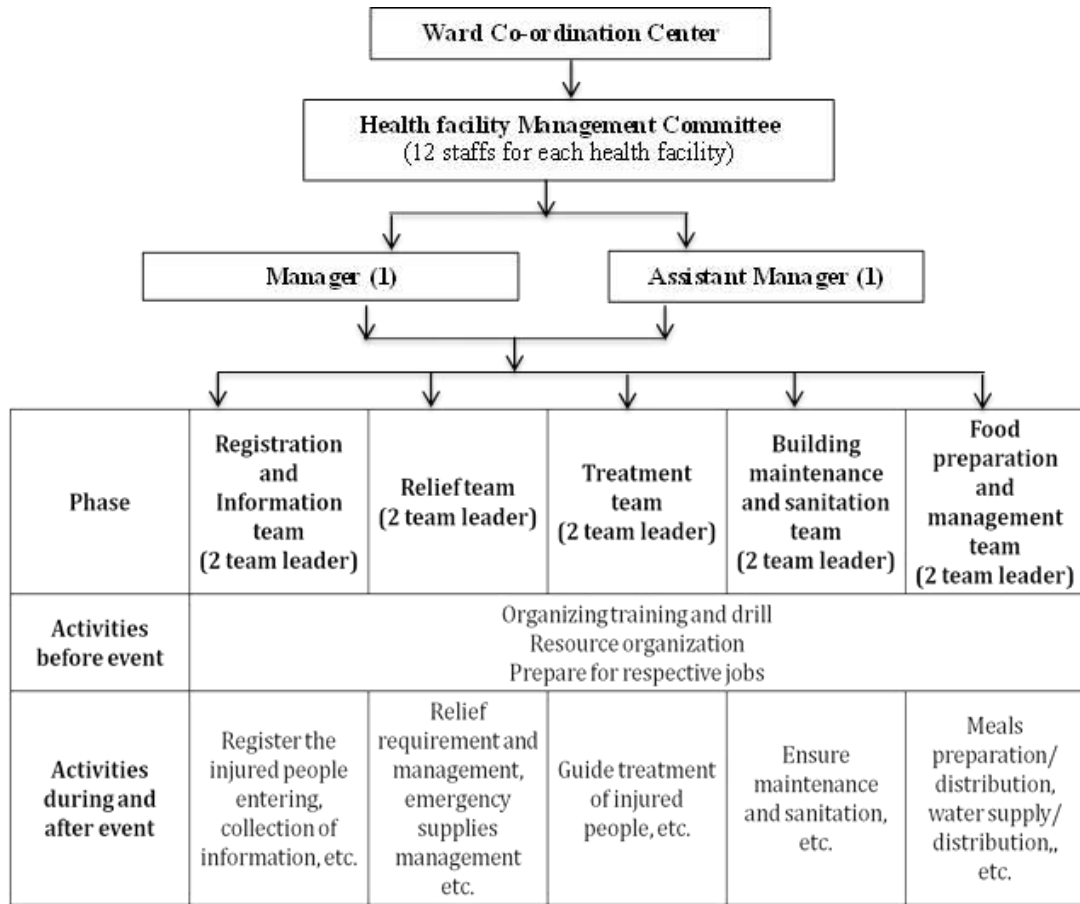 Ward Co-ordination Center
Health facility Management Committee
(12 staffs for each health facility)
Manager (1)
Assistant Manager (1)
Phase
Registration
and
Information
team
(2 team leader)
Relief team
(2 team leader)
Treatment
team
(2 team leader)
Building
maintenance
and sanitation
team
(2 team leader)
Food
preparation
and
management
team
(2 team leader)
Activities
before event
Organizing training and drill
Resource organization
Prepare for respective jobs
Activities
during and
after event
Register the
injured people
entering,
collection of
information, etc.
Relief
requirement and
management,
emergency
supplies
management
etc.
Guide treatment
of injured
people, etc.
Ensure
maintenance
and sanitation,
etc.
Meals
preparation/
distribution,
water supply/
distribution,,
etc.